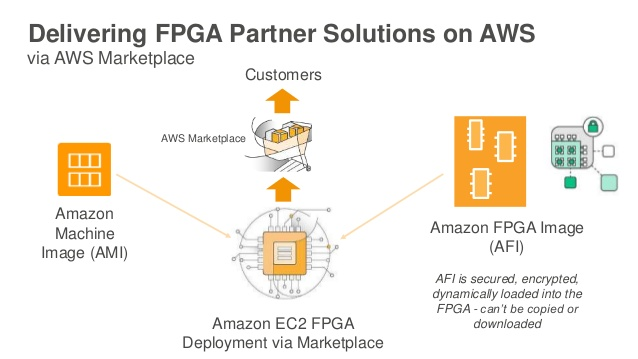 Delivering FPGA Partner Solutions on AWS
via AWS Marketplace
Customers
AWS Marketplace
Amazon
Machine
Image (AMI)
Amazon FPGA Image
(AFI)
AFI is secured, encrypted,
dynamically loaded into the
FPGA - can't be copied or
downloaded
Amazon EC2 FPGA
Deployment via Marketplace